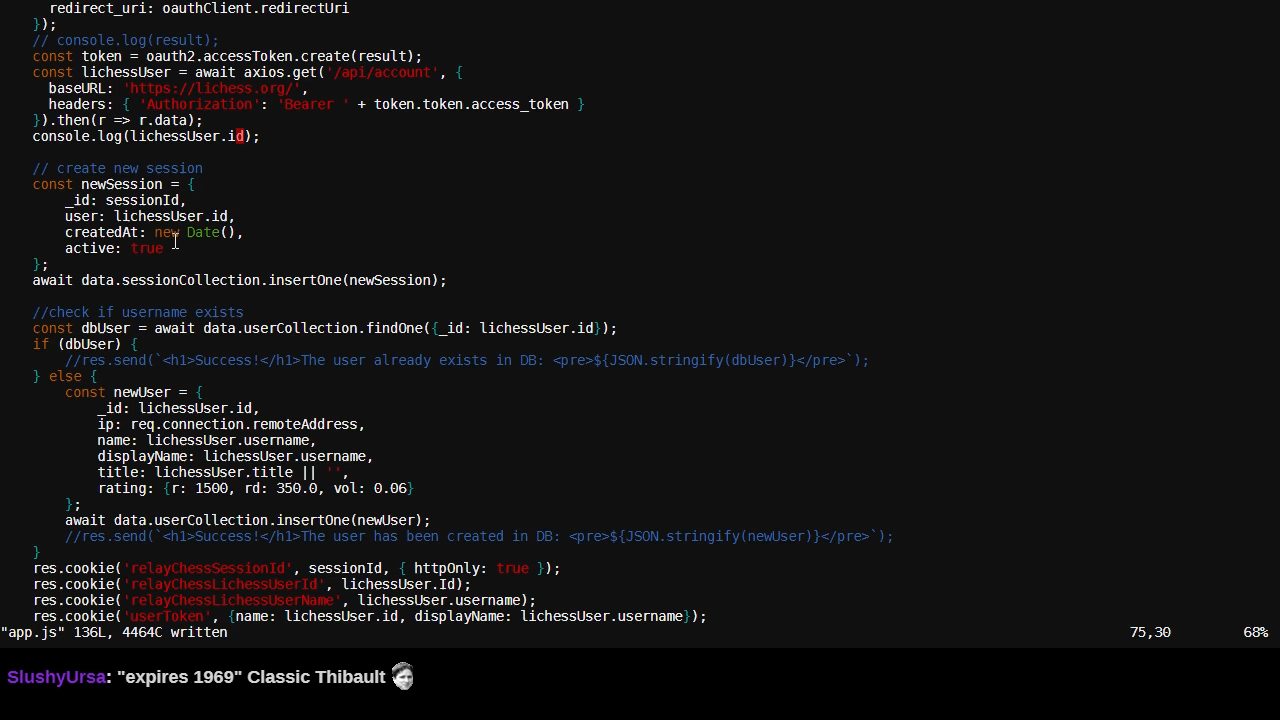 redirect_uri: oauthClient.redirectUri
});
// console.log(result);
const token = oauth2.accessToken.create(result);
const lichessUser = await axios.get('/api/account', {
baseURL: 'https://lichess.org/',
headers: { 'Authorization': 'Bearer ' + token.token.access_token }
}).then(r => r.data);
console.log(lichessUser.id);
// create new session
const newSession = {
_id: sessionId,
user: lichessUser.id,
createdAt: new Date(),
active: true
};
await data.sessionCollection.insertOne(newSession);
//check if username exists
const dbUser = await data.userCollection.findOne({_id: lichessUser.id});
if (dbUser) {
//res.send(`<h1>Success!</h1>The user already exists in DB: <pre>${JSON.stringify(dbUser)}</pre>`);
} else {
const newUser = {
_id: lichessUser.id,
ip: req.connection.remoteAddress,
name: lichessUser.username,
displayName: lichessUser.username,
title: lichessUser.title || '',
rating: {r: 1500, rd: 350.0, vol: 0.06}
};
await data.userCollection.insertOne(newUser);
//res.send(`<h1>Success!</h1>The user has been created in DB: <pre>${JSON.stringify(newUser)}</pre>`);
}
res.cookie('relayChessSessionId', sessionId, { httpOnly: true });
res.cookie('relayChessLichessUserId', lichessUser.Id);
res.cookie('relayChessLichessUserName', lichessUser.username);
res.cookie('userToken', {name: lichessUser.id, displayName: lichessUser.username});
"app.js" 136L, 4464C written 75,30 68%
SlushyUrsa: "expires 1969" Classic Thibault